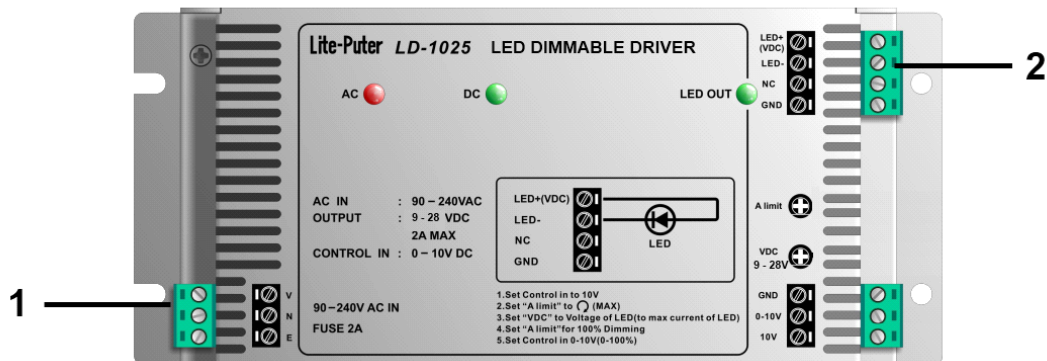 Lite-Puter LD-1025 LED DIMMABLE DRIVER
AC
DC
LED OUT
LED+
(VDC)
LED-
NC
GND
2
AC IN : 90 – 240VAC
OUTPUT : 9 - 28 VDC
2A MAX
CONTROL IN : 0 – 10V DC
LED+(VDC)
LED-
NC
GND
LED
A limit
VDC
9 - 28V
1
V
N
E
90–240V AC IN
FUSE 2A
1.Set Control in to 10V
2.Set "A limit" to (MAX)
3.Set "VDC" to Voltage of LED(to max current of LED)
4.Set "A limit"for 100% Dimming
5.Set Control in 0-10V(0-100%)
GND
0-10V
10V